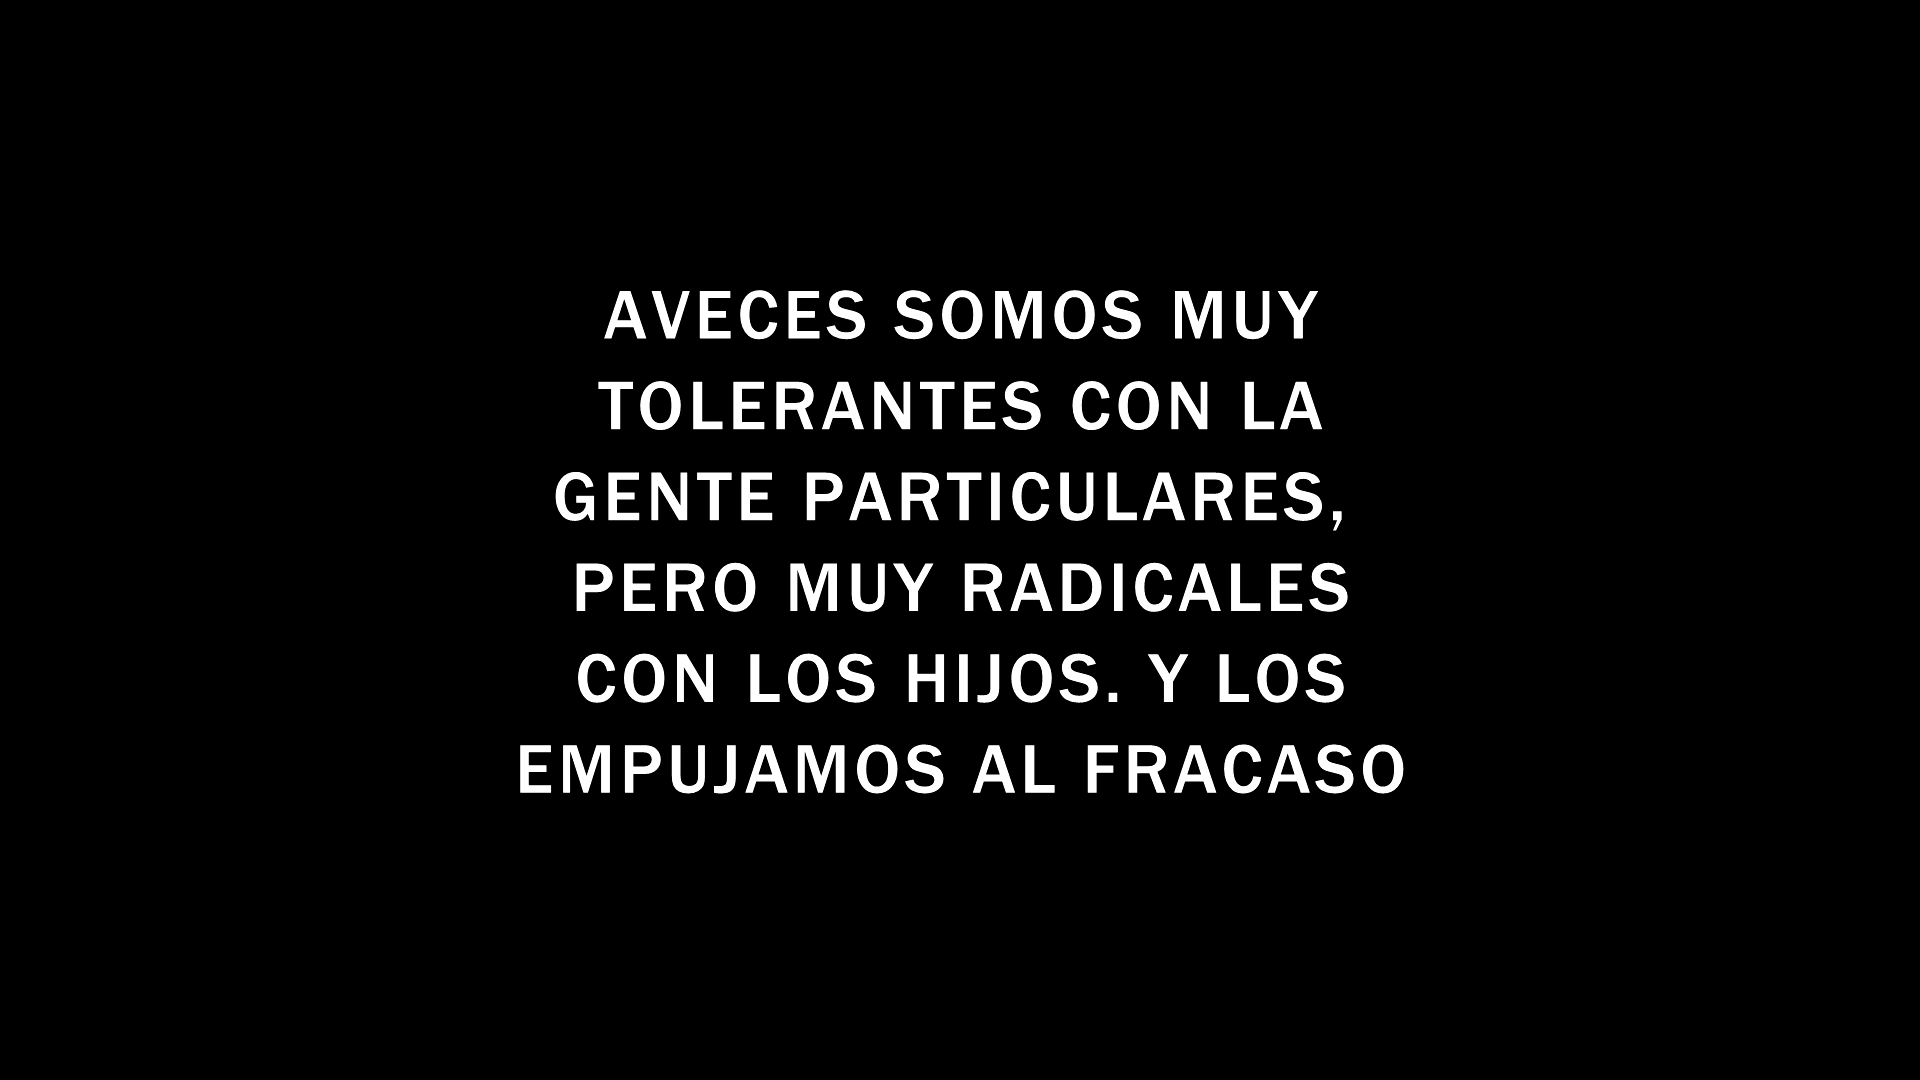 AVECES SOMOS MUY
TOLERANTES CON LA
GENTE PARTICULARES,
PERO MUY RADICALES
CON LOS HIJOS. Y LOS
EMPUJAMOS AL FRACASO